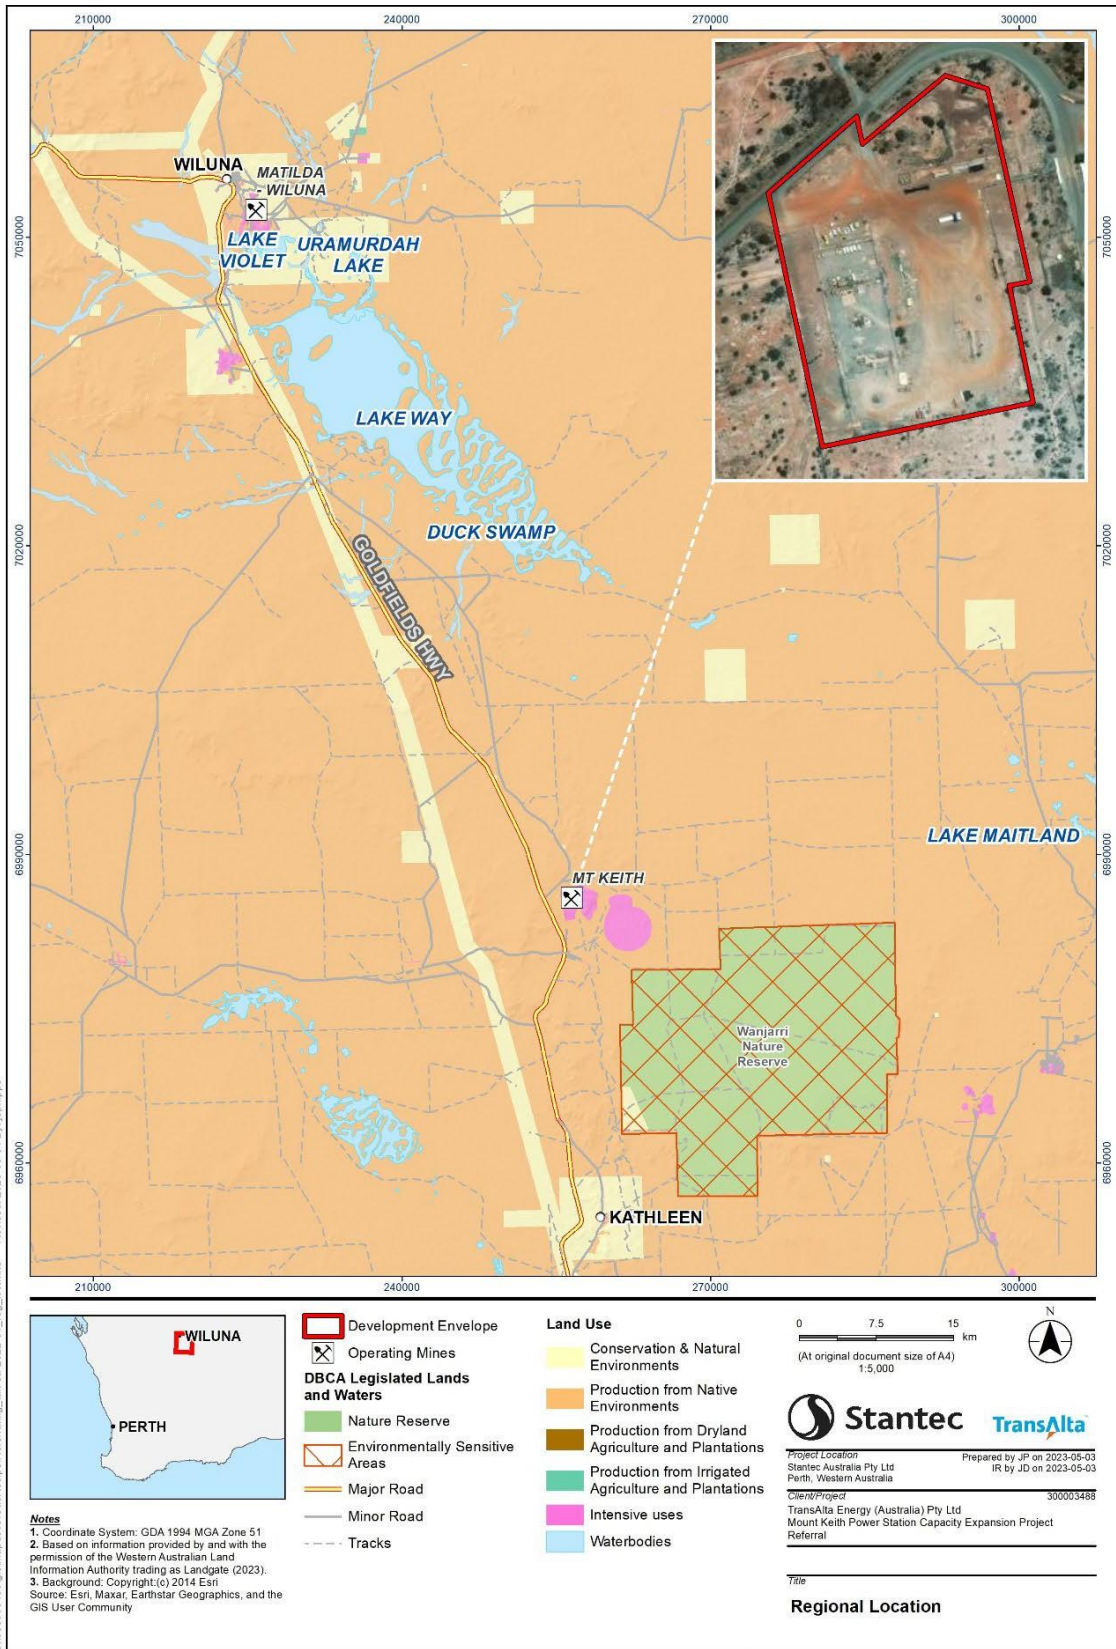 210000
240000
270000
300000
7050000
7020000
6990000
6960000
7050000
7020000
6990000
6960000
WILUNA
MATILDA
- WILUNA
LAKE
VIOLET
URAMURDAH
LAKE
LAKE WAY
DUCK SWAMP
GOLDFIELDS HWY
LAKE MAITLAND
MT KEITH
Wanjarri
Nature
Reserve
KATHLEEN
210000
240000
270000
300000
WILUNA
PERTH
Notes
1. Coordinate System: GDA 1994 MGA Zone 51
2. Based on information provided by and with the
permission of the Western Australian Land
Information Authority trading as Landgate (2023).
3. Background: Copyright:(c) 2014 Esri
Source: Esri, Maxar, Earthstar Geographics, and the
GIS User Community
Development Envelope
Operating Mines
DBCA Legislated Lands
and Waters
Nature Reserve
Environmentally Sensitive
Areas
Major Road
Minor Road
Tracks
Land Use
Conservation & Natural
Environments
Production from Native
Environments
Production from Dryland
Agriculture and Plantations
Production from Irrigated
Agriculture and Plantations
Intensive uses
Waterbodies
0 7.5 15
km
(At original document size of A4)
1:5,000
N
Stantec
TransAlta
Project Location
Stantec Australia Pty Ltd
Perth, Western Australia
Prepared by JP on 2023-05-03
IR by JD on 2023-05-03
Client/Project 300003488
TransAlta Energy (Australia) Pty Ltd
Mount Keith Power Station Capacity Expansion Project
Referral
Title
Regional Location